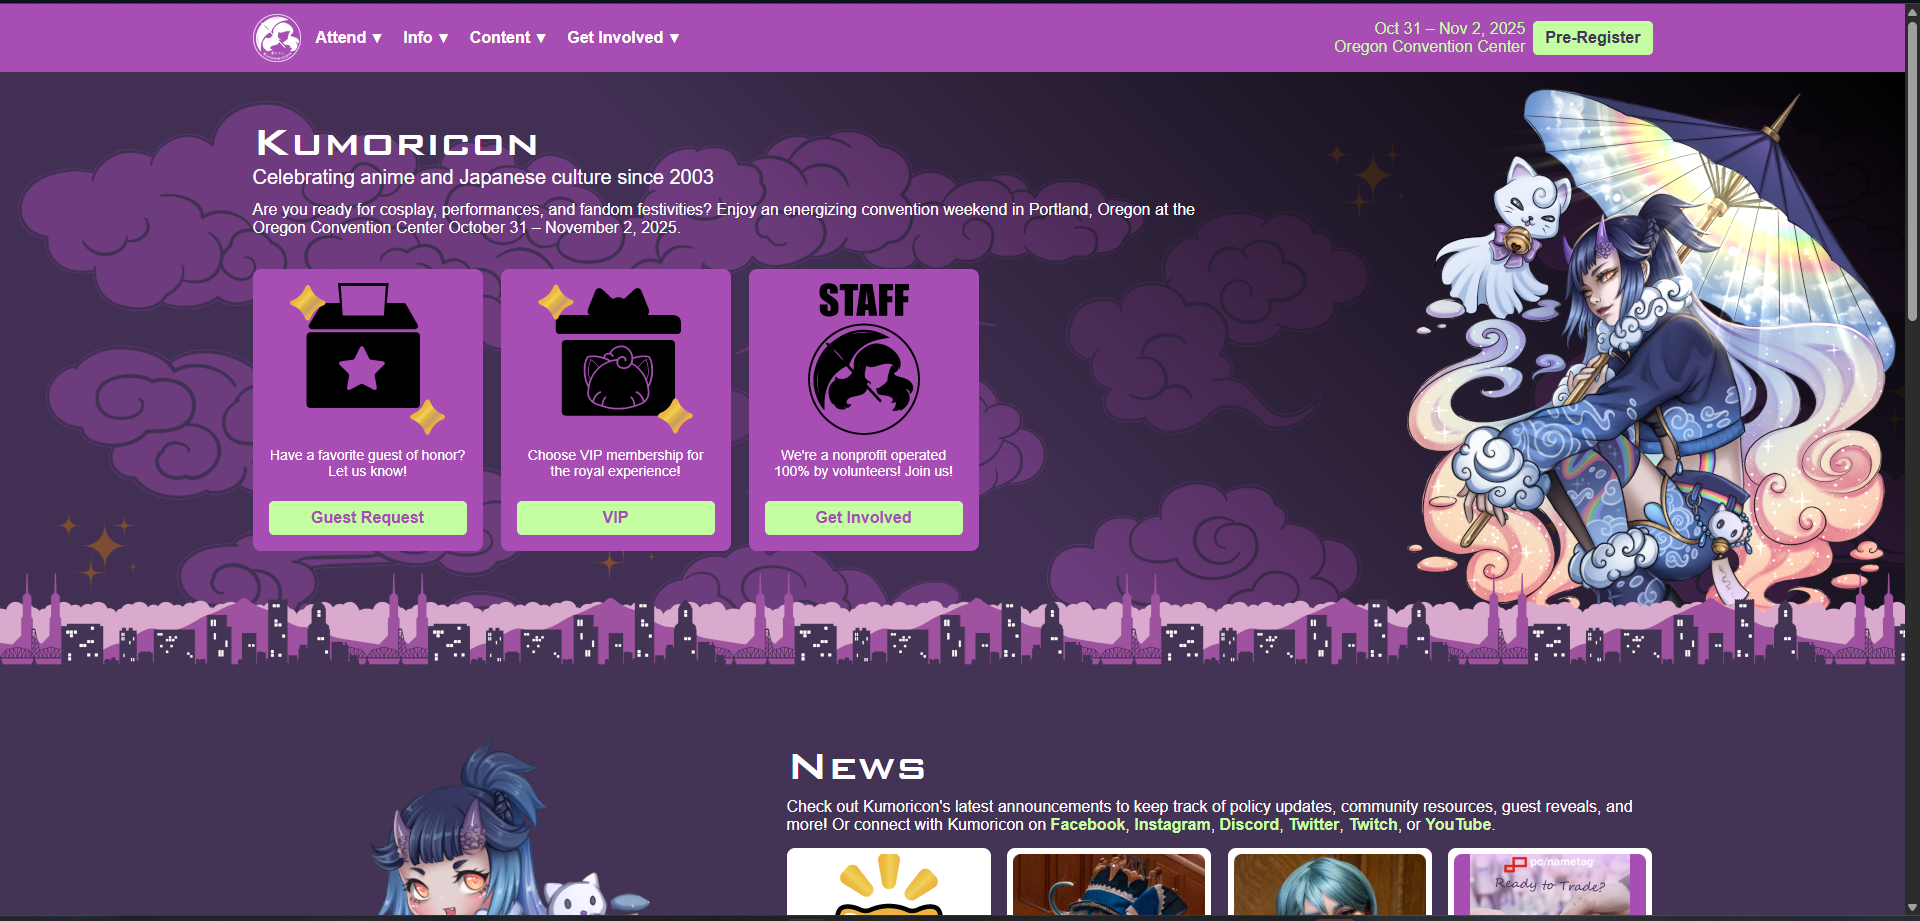 Attend ▼ Info ▼ Content ▼ Get Involved ▼
Oct 31 – Nov 2, 2025
Oregon Convention Center
Pre-Register
KUMORICON
Celebrating anime and Japanese culture since 2003
Are you ready for cosplay, performances, and fandom festivities? Enjoy an energizing convention weekend in Portland, Oregon at the
Oregon Convention Center October 31 – November 2, 2025.
Have a favorite guest of honor?
Let us know!
Guest Request
Choose VIP membership for
the royal experience!
VIP
STAFF
We're a nonprofit operated
100% by volunteers! Join us!
Get Involved
NEWS
Check out Kumoricon's latest announcements to keep track of policy updates, community resources, guest reveals, and
more! Or connect with Kumoricon on Facebook, Instagram, Discord, Twitter, Twitch, or YouTube.
pc/nametag
Ready to Trade?